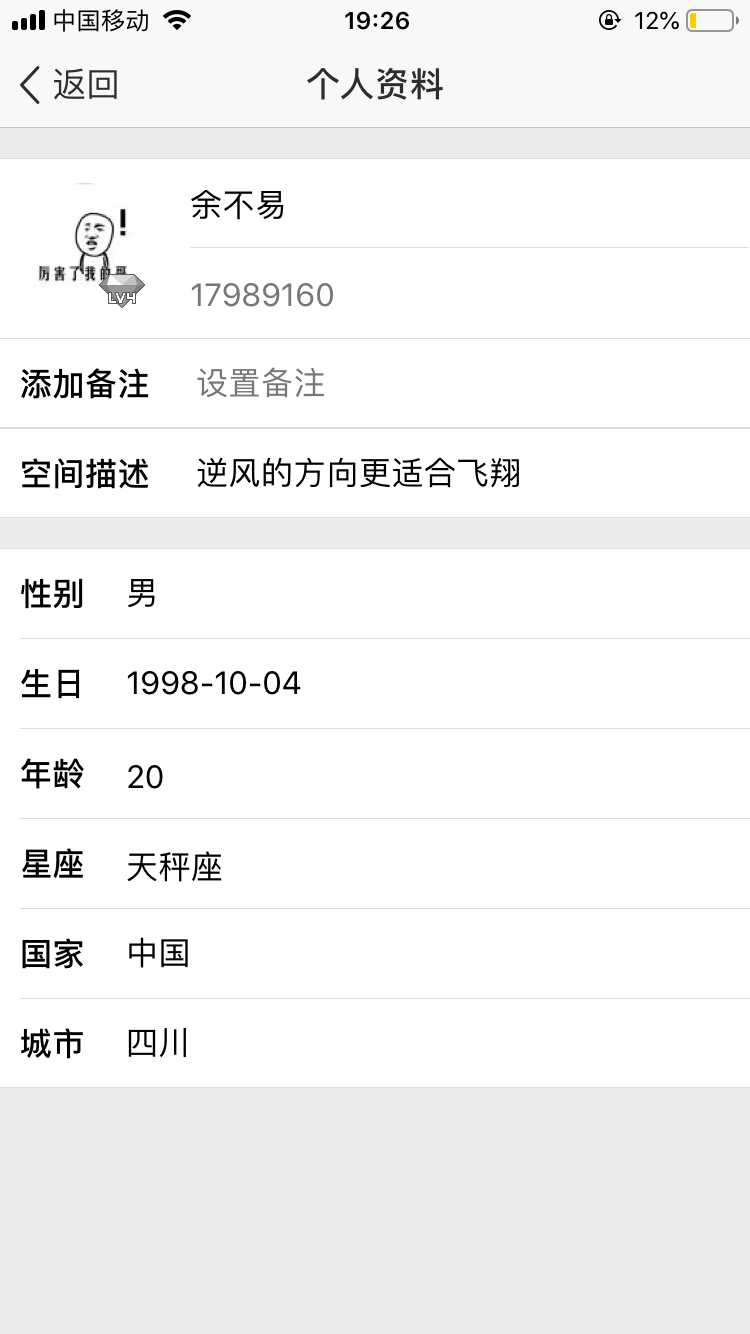 中国移动 19:26 12%
返回 个人资料
余不易
厉害了我的哥
LV4
17989160
添加备注 设置备注
空间描述 逆风的方向更适合飞翔
性别 男
生日 1998-10-04
年龄 20
星座 天秤座
国家 中国
城市 四川